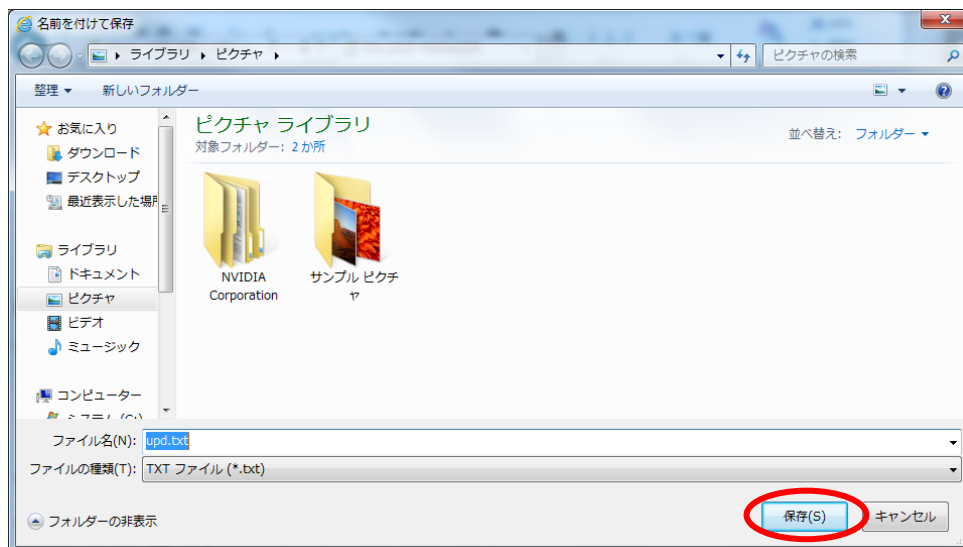 名前を付けて保存
ライブラリ ピクチャ
ピクチャの検索
整理 新しいフォルダー
お気に入り
ダウンロード
デスクトップ
最近表示した場所
ライブラリ
ドキュメント
ピクチャ
ビデオ
ミュージック
コンピューター
システム (C:)
ピクチャ ライブラリ
対象フォルダー: 2 か所
並べ替え: フォルダー
NVIDIA
Corporation
サンプル ピクチ
ャ
ファイル名(N): upd.txt
ファイルの種類(T): TXT ファイル (*.txt)
フォルダーの非表示
保存(S)
キャンセル